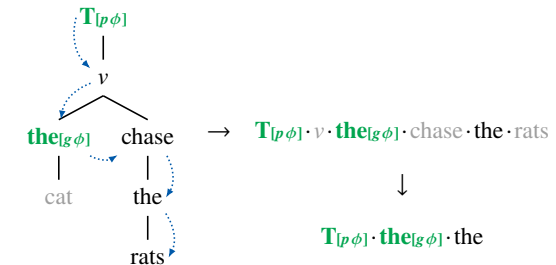 T[pϕ]
v
the[gϕ] chase → T[pϕ]·v·the[gϕ]·chase·the·rats
cat the ↓
rats T[pϕ]·the[gϕ]·the